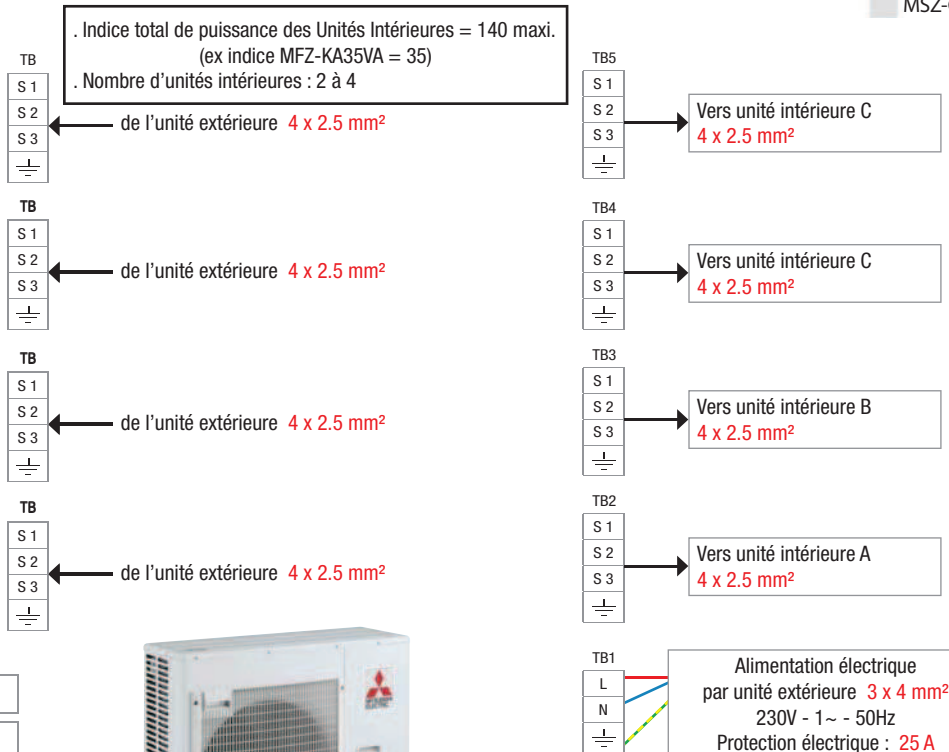 MSZ-
. Indice total de puissance des Unités Intérieures = 140 maxi.
(ex indice MFZ-KA35VA = 35)
. Nombre d'unités intérieures : 2 à 4
TB
S 1
S 2
S 3
de l'unité extérieure 4 x 2.5 mm²
TB
S 1
S 2
S 3
de l'unité extérieure 4 x 2.5 mm²
TB
S 1
S 2
S 3
de l'unité extérieure 4 x 2.5 mm²
TB
S 1
S 2
S 3
de l'unité extérieure 4 x 2.5 mm²
TB5
S 1
S 2
S 3
Vers unité intérieure C
4 x 2.5 mm²
TB4
S 1
S 2
S 3
Vers unité intérieure C
4 x 2.5 mm²
TB3
S 1
S 2
S 3
Vers unité intérieure B
4 x 2.5 mm²
TB2
S 1
S 2
S 3
Vers unité intérieure A
4 x 2.5 mm²
TB1
L
N
Alimentation électrique
par unité extérieure 3 x 4 mm²
230V - 1~ - 50Hz
Protection électrique : 25 A